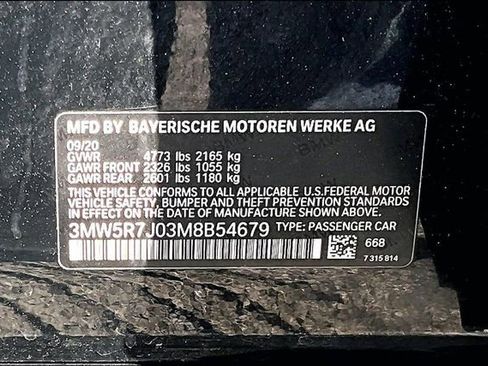 MFD BY BAYERISCHE MOTOREN WERKE AG
09/20
GVWR 4773 lbs 2165 kg
GAWR FRONT 2326 lbs 1055 kg
GAWR REAR 2601 lbs 1180 kg
THIS VEHICLE CONFORMS TO ALL APPLICABLE U.S.FEDERAL MOTOR
VEHICLE SAFETY, BUMPER AND THEFT PREVENTION STANDARDS
IN EFFECT ON THE DATE OF MANUFACTURE SHOWN ABOVE.
3MW5R7J03M8B54679 TYPE: PASSENGER CAR
668
7 315 814